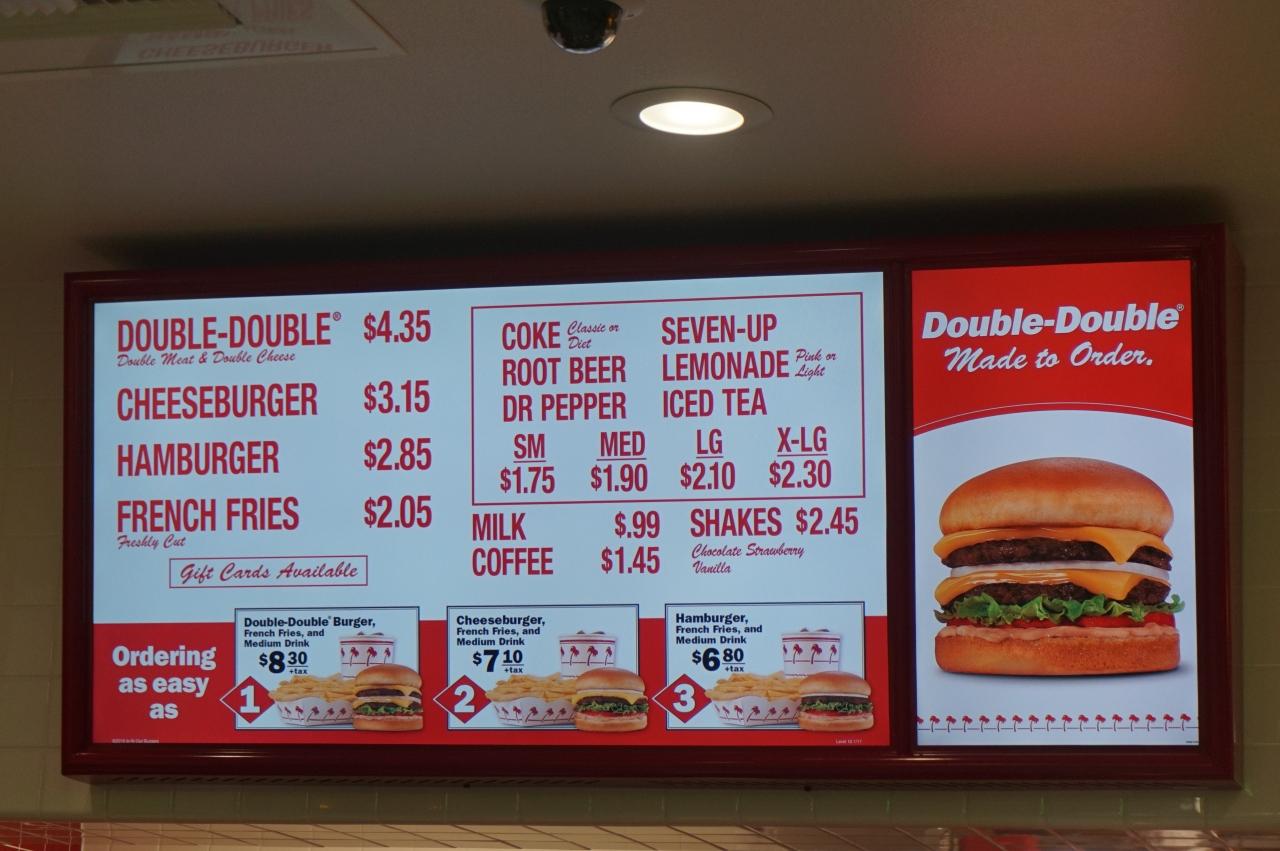 DOUBLE-DOUBLE® $4.35
Double Meat & Double Cheese
CHEESEBURGER $3.15
HAMBURGER $2.85
FRENCH FRIES $2.05
Freshly Cut
Gift Cards Available
COKE Classic or Diet
SEVEN-UP
ROOT BEER
LEMONADE Pink or Light
DR PEPPER
ICED TEA
SM MED LG X-LG
$1.75 $1.90 $2.10 $2.30
MILK $.99
COFFEE $1.45
SHAKES $2.45
Chocolate Strawberry
Vanilla
Ordering
as easy
as
Double-Double® Burger,
French Fries, and
Medium Drink
$8 30
+tax
1
Cheeseburger,
French Fries, and
Medium Drink
$7 10
+tax
2
Hamburger,
French Fries, and
Medium Drink
$6 80
+tax
3
Double-Double®
Made to Order.
CHEESEBURGER